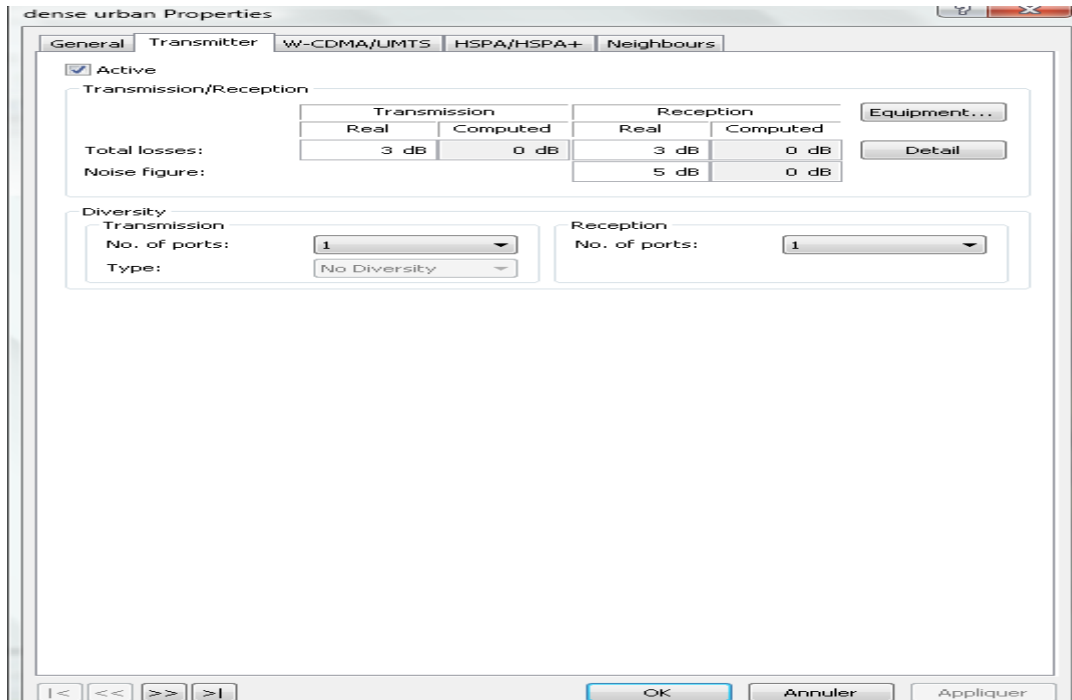 dense urban Properties
General Transmitter W-CDMA/UMTS HSPA/HSPA+ Neighbours
Active
Transmission/Reception
Transmission Reception Equipment...
Real Computed Real Computed
Total losses: 3 dB 0 dB 3 dB 0 dB Detail
Noise figure: 5 dB 0 dB
Diversity
Transmission Reception
No. of ports: 1 No. of ports: 1
Type: No Diversity
|< << >> >| OK Annuler Appliquer